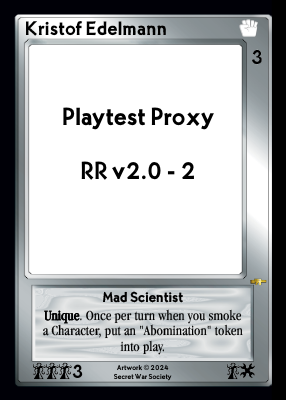 Kristof Edelmann
3
Playtest Proxy
RR v2.0 - 2
Mad Scientist
Unique. Once per turn when you smoke
a Character, put an "Abomination" token
into play.
3
Artwork © 2024
Secret War Society